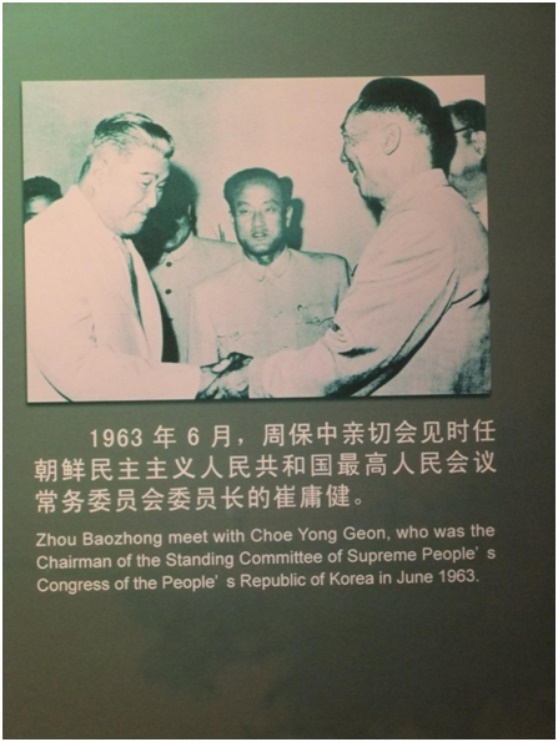 1963 年 6 月，周保中亲切会见时任
朝鲜民主主义人民共和国最高人民会议
常务委员会委员长的崔庸健。
Zhou Baozhong meet with Choe Yong Geon, who was the
Chairman of the Standing Committee of Supreme People’ s
Congress of the People’ s Republic of Korea in June 1963.